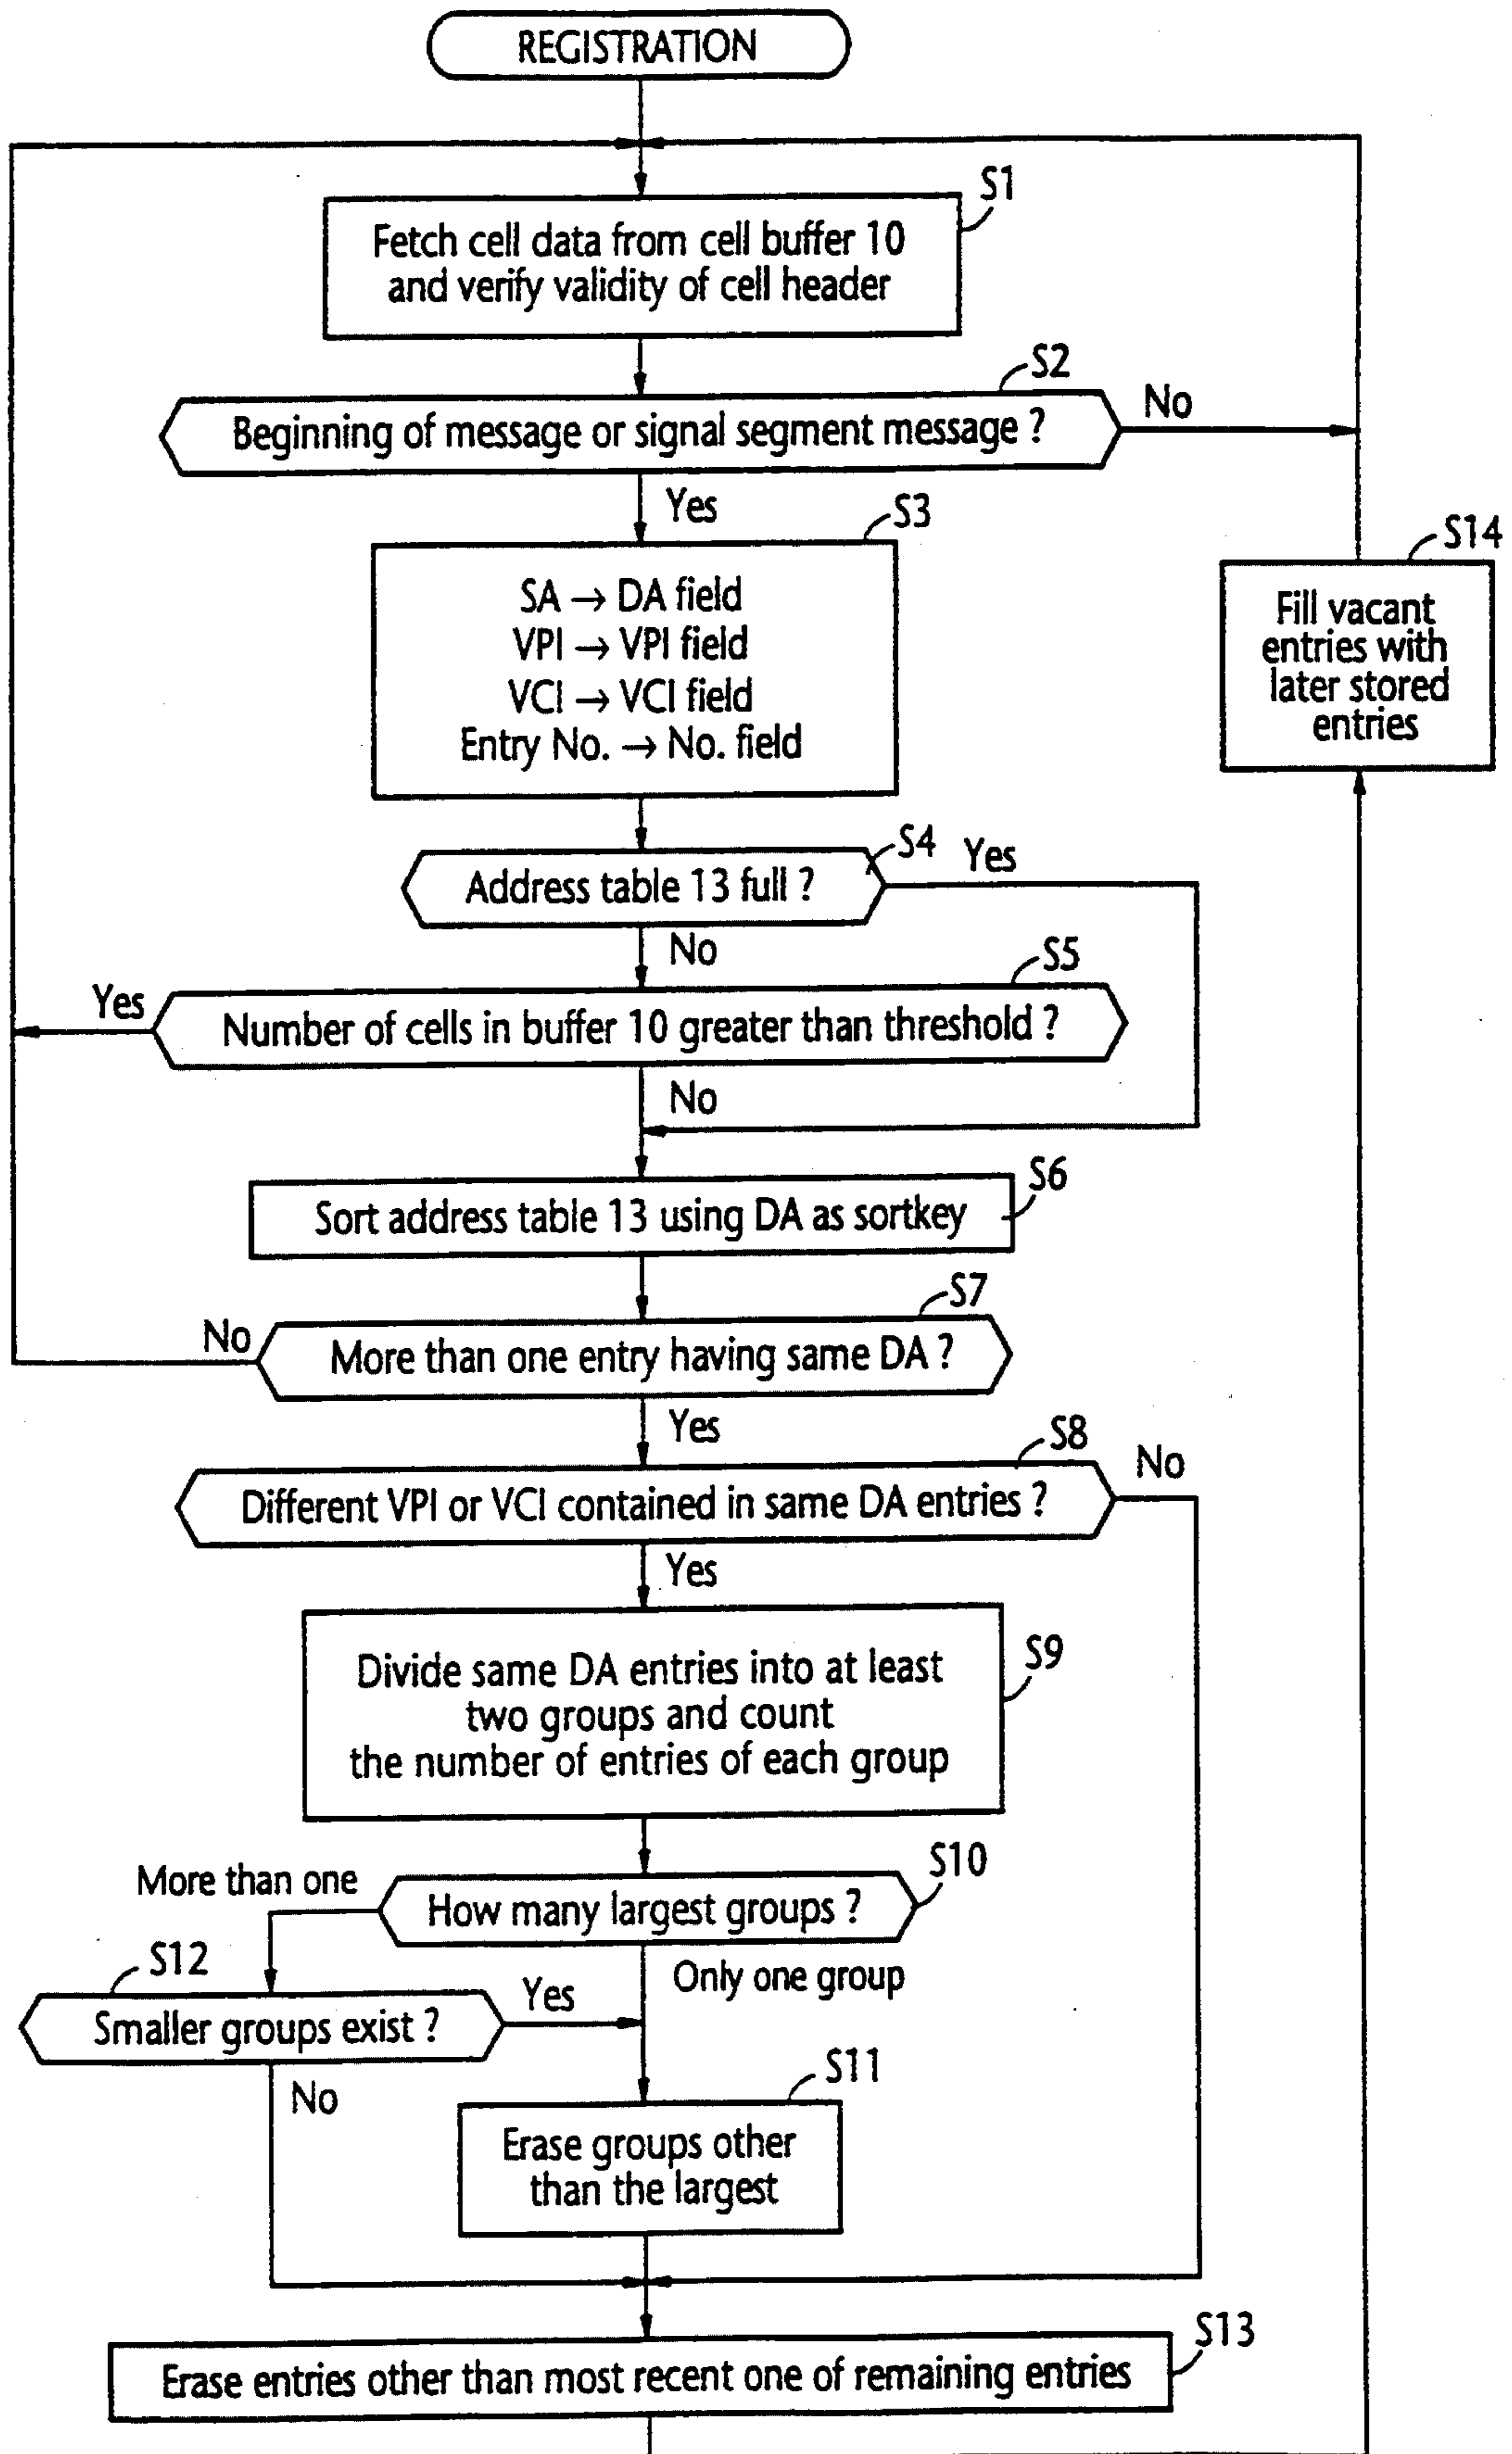 REGISTRATION
S1
Fetch cell data from cell buffer 10
and verify validity of cell header
S2
Beginning of message or signal segment message ?
No
Yes
S3
SA → DA field
VPI → VPI field
VCI → VCI field
Entry No. → No. field
S14
Fill vacant
entries with
later stored
entries
S4
Address table 13 full ?
Yes
No
S5
Yes
Number of cells in buffer 10 greater than threshold ?
No
S6
Sort address table 13 using DA as sortkey
S7
No
More than one entry having same DA ?
Yes
S8
No
Different VPI or VCI contained in same DA entries ?
Yes
S9
Divide same DA entries into at least
two groups and count
the number of entries of each group
S10
More than one
How many largest groups ?
Only one group
S12
Smaller groups exist ?
Yes
No
S11
Erase groups other
than the largest
S13
Erase entries other than most recent one of remaining entries